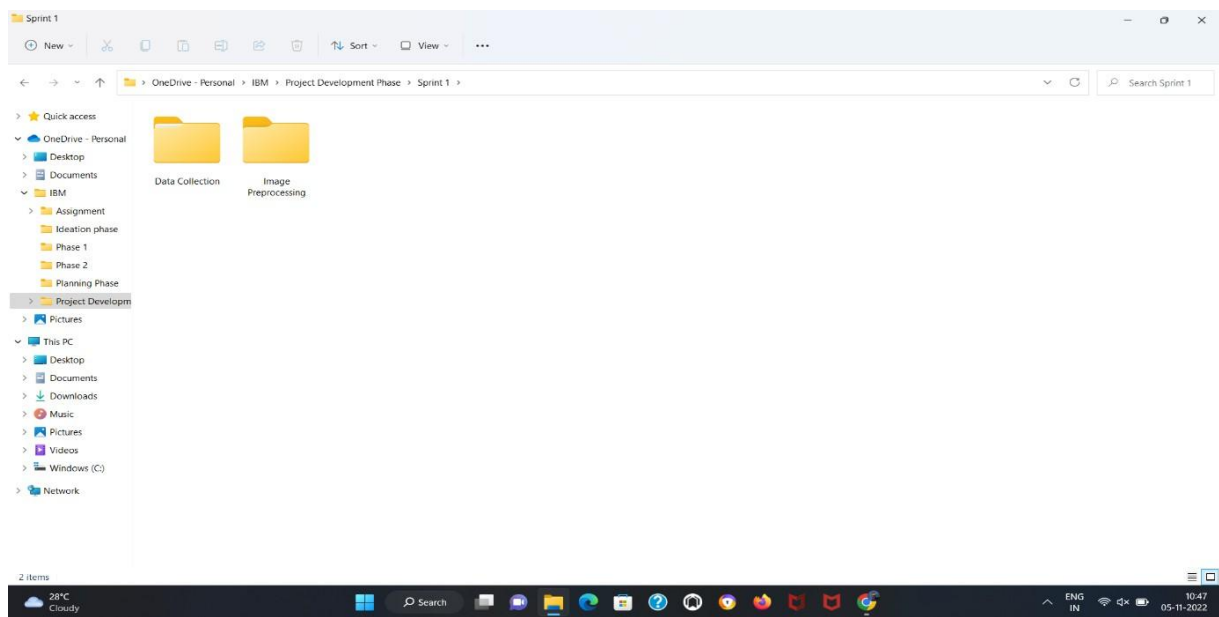 Sprint 1
New
Sort
View
OneDrive - Personal > IBM > Project Development Phase > Sprint 1 >
Search Sprint 1
Quick access
OneDrive - Personal
Desktop
Documents
IBM
Assignment
Ideation phase
Phase 1
Phase 2
Planning Phase
Project Developm
Pictures
This PC
Desktop
Documents
Downloads
Music
Pictures
Videos
Windows (C:)
Network
Data Collection
Image
Preprocessing
2 items
28°C
Cloudy
Search
ENG
IN
10:47
05-11-2022